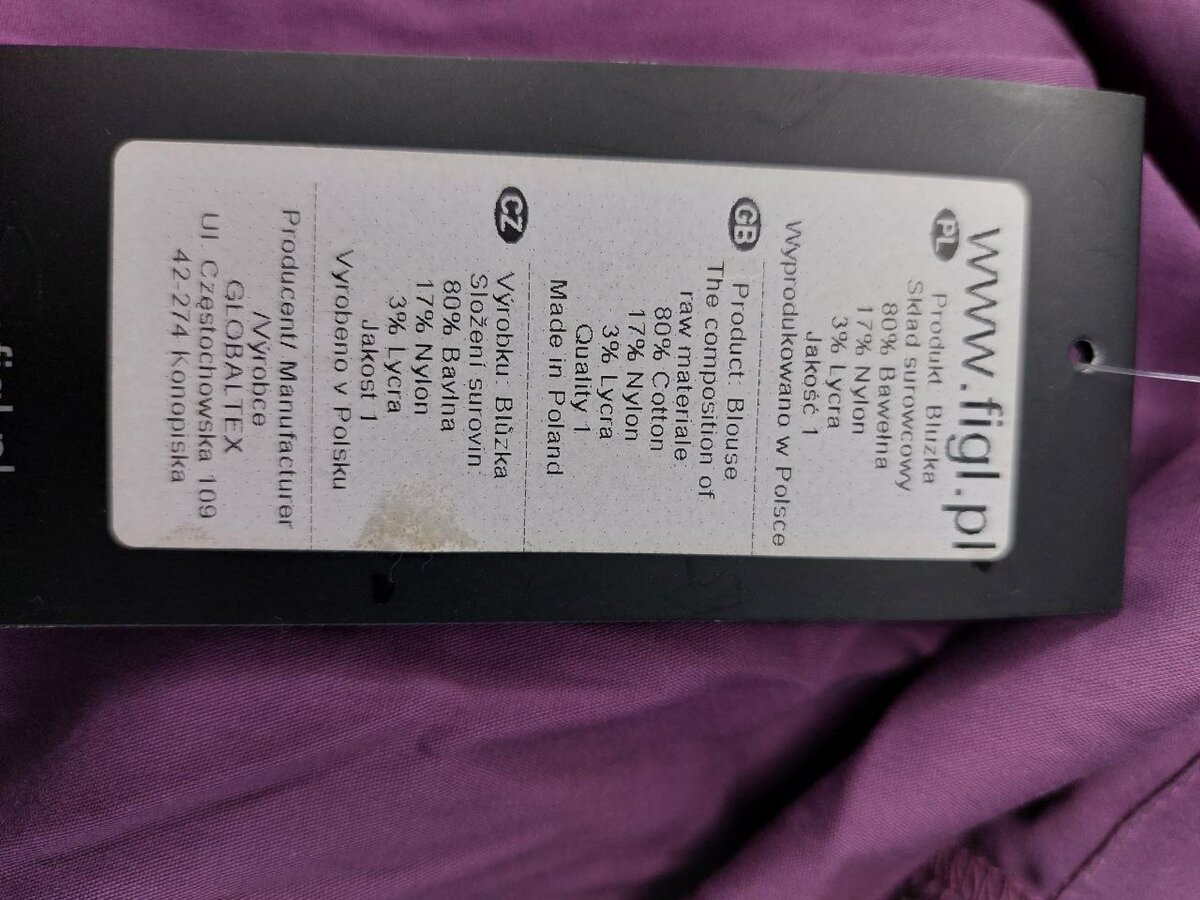 www.figl.pl
PL
Produkt: Bluzka
Skład surowcowy
80% Bawełna
17% Nylon
3% Lycra
Jakość 1
Wyprodukowano w Polsce
GB
Product: Blouse
The composition of
raw materiale
80% Cotton
17% Nylon
3% Lycra
Quality 1
Made in Poland
CZ
Výrobku: Blůzka
Složení surovin
80% Bavlna
17% Nylon
3% Lycra
Jakost 1
Vyrobeno v Polsku
Producent/ Manufacturer
/Výrobce
GLOBALTEX
Ul. Częstochowska 109
42-274 Konopiska